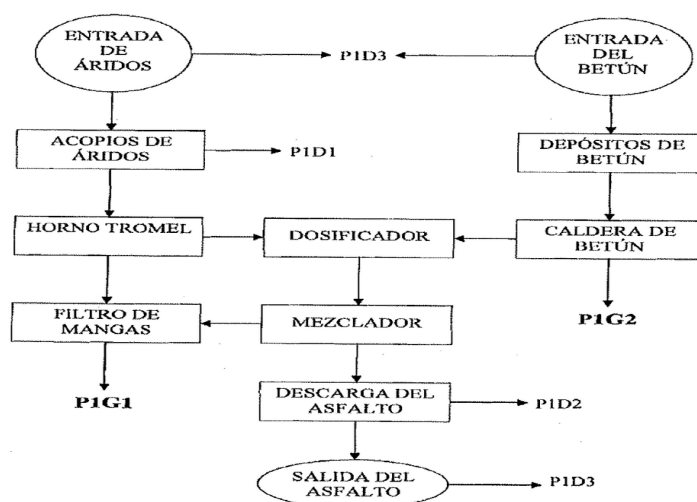 ENTRADA
DE
ÁRIDOS
P1D3
ENTRADA
DEL
BETÚN
ACOPIOS DE
ÁRIDOS
P1D1
DEPÓSITOS DE
BETÚN
HORNO TROMEL
DOSIFICADOR
CALDERA DE
BETÚN
FILTRO DE
MANGAS
MEZCLADOR
P1G2
P1G1
DESCARGA DEL
ASFALTO
P1D2
SALIDA DEL
ASFALTO
P1D3